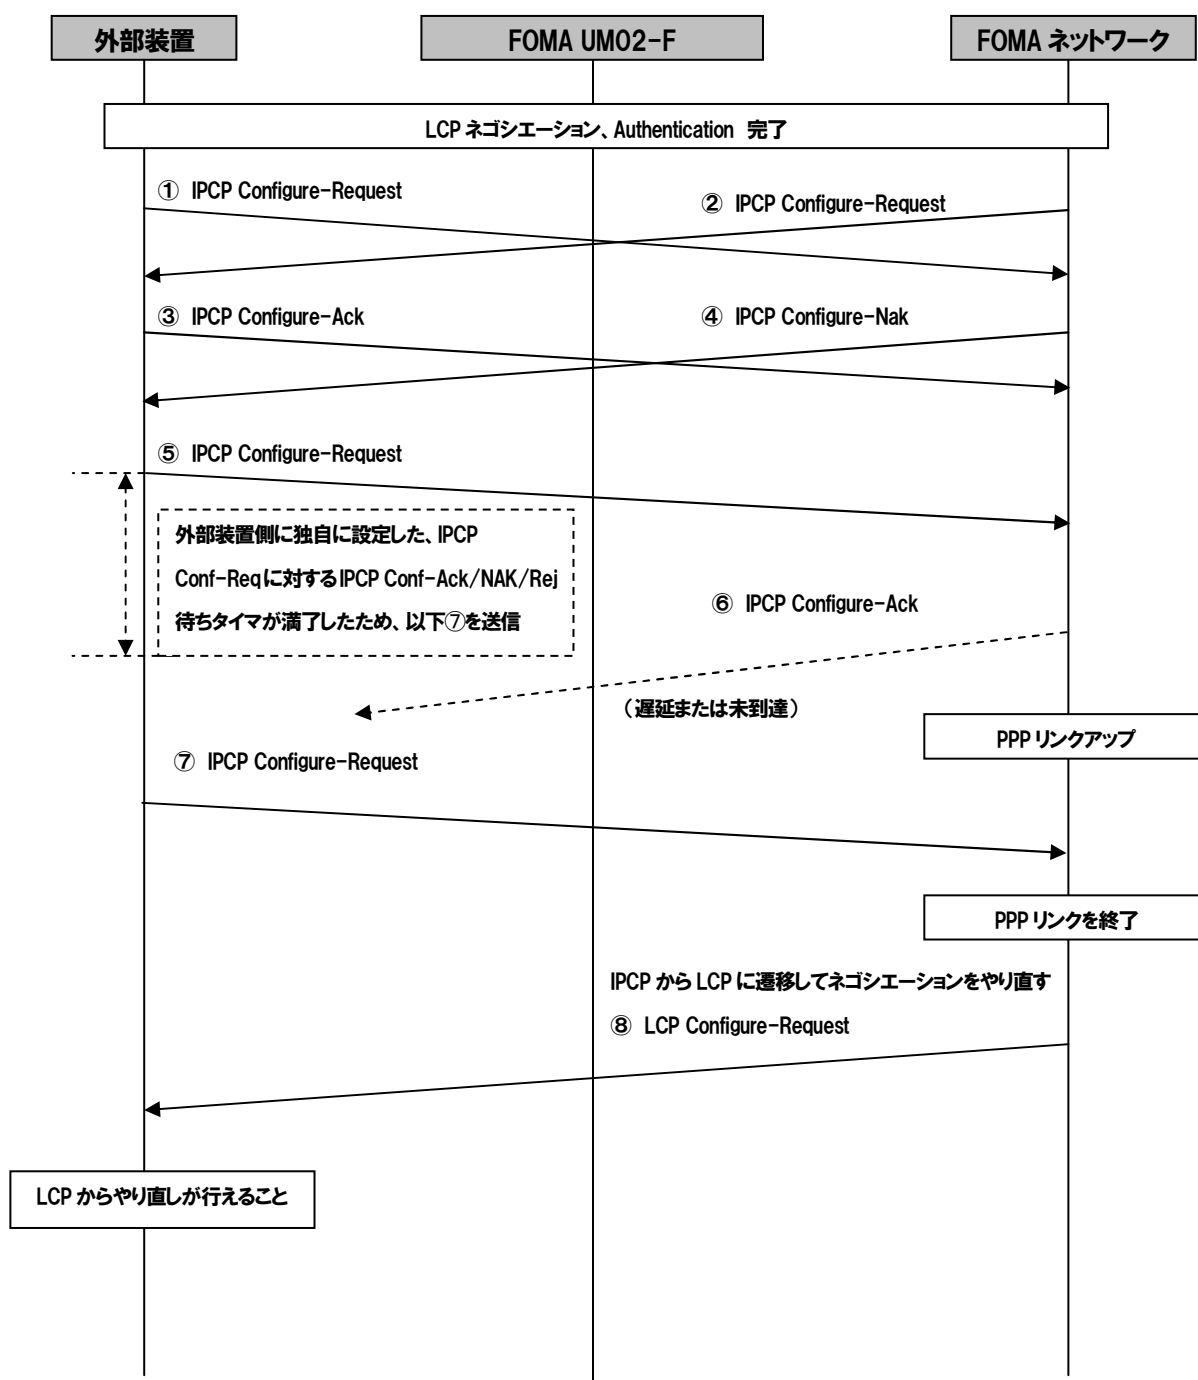 外部装置
FOMA UM02-F
FOMA ネットワーク
LCP ネゴシエーション、Authentication 完了
① IPCP Configure-Request
② IPCP Configure-Request
③ IPCP Configure-Ack
④ IPCP Configure-Nak
⑤ IPCP Configure-Request
外部装置側に独自に設定した、IPCP
Conf-Reqに対するIPCP Conf-Ack/NAK/Rej
待ちタイマが満了したため、以下⑦を送信
⑥ IPCP Configure-Ack
（遅延または未到達）
PPP リンクアップ
⑦ IPCP Configure-Request
PPP リンクを終了
IPCP から LCP に遷移してネゴシエーションをやり直す
⑧ LCP Configure-Request
LCP からやり直しが行えること